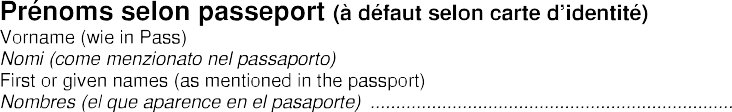 Prénoms selon passeport (à défaut selon carte d'identité)
Vorname (wie in Pass)
Nomi (come menzionato nel passaporto)
First or given names (as mentioned in the passport)
Nombres (el que aparence en el pasaporte) ........................................................................